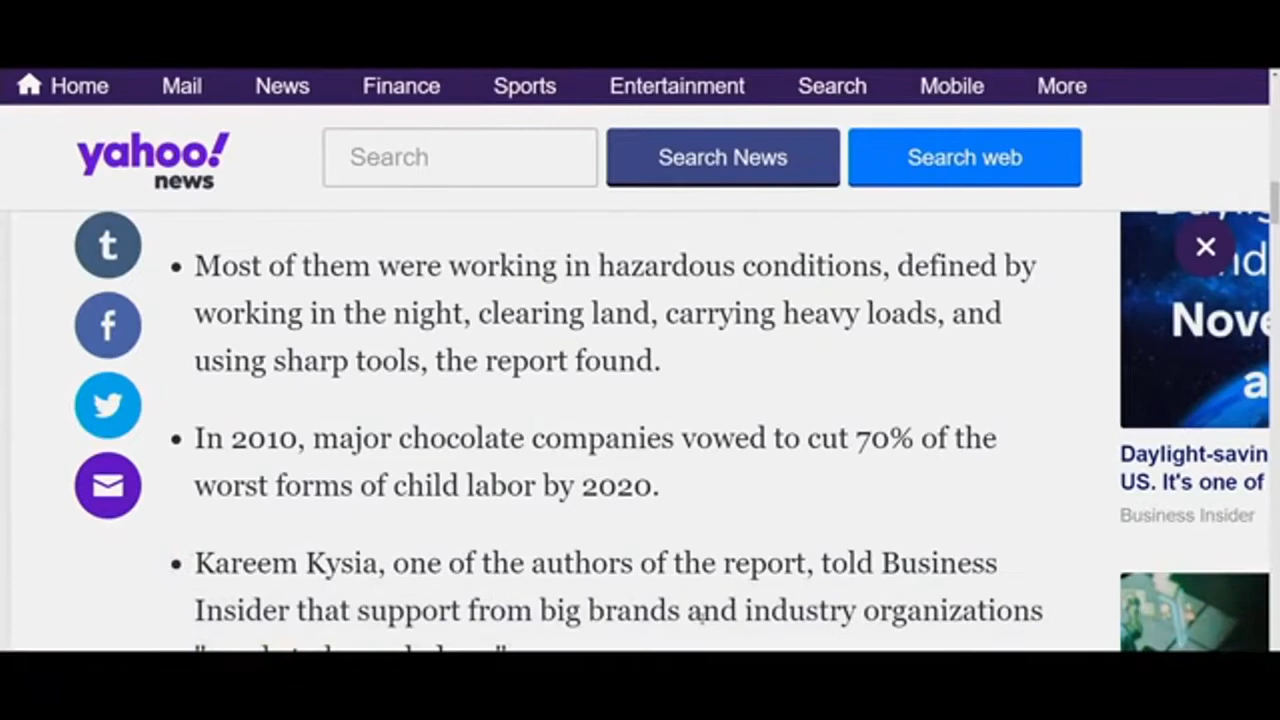 Home Mail News Finance Sports Entertainment Search Mobile More
yahoo!
news
Search
Search News
Search web
t
f
• Most of them were working in hazardous conditions, defined by
working in the night, clearing land, carrying heavy loads, and
using sharp tools, the report found.
• In 2010, major chocolate companies vowed to cut 70% of the
worst forms of child labor by 2020.
• Kareem Kysia, one of the authors of the report, told Business
Insider that support from big brands and industry organizations
Nove
a
Daylight-savin
US. It's one of
Business Insider